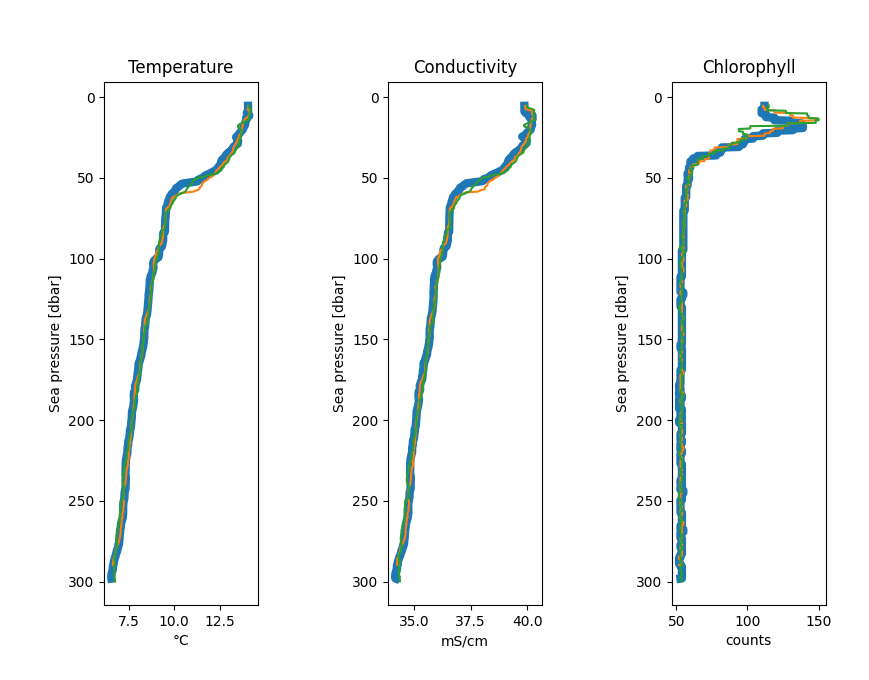 Temperature
Conductivity
Chlorophyll
0
50
100
150
200
250
300
Sea pressure [dbar]
7.5 10.0 12.5
°C
0
50
100
150
200
250
300
Sea pressure [dbar]
35.0 37.5 40.0
mS/cm
0
50
100
150
200
250
300
Sea pressure [dbar]
50 100 150
counts